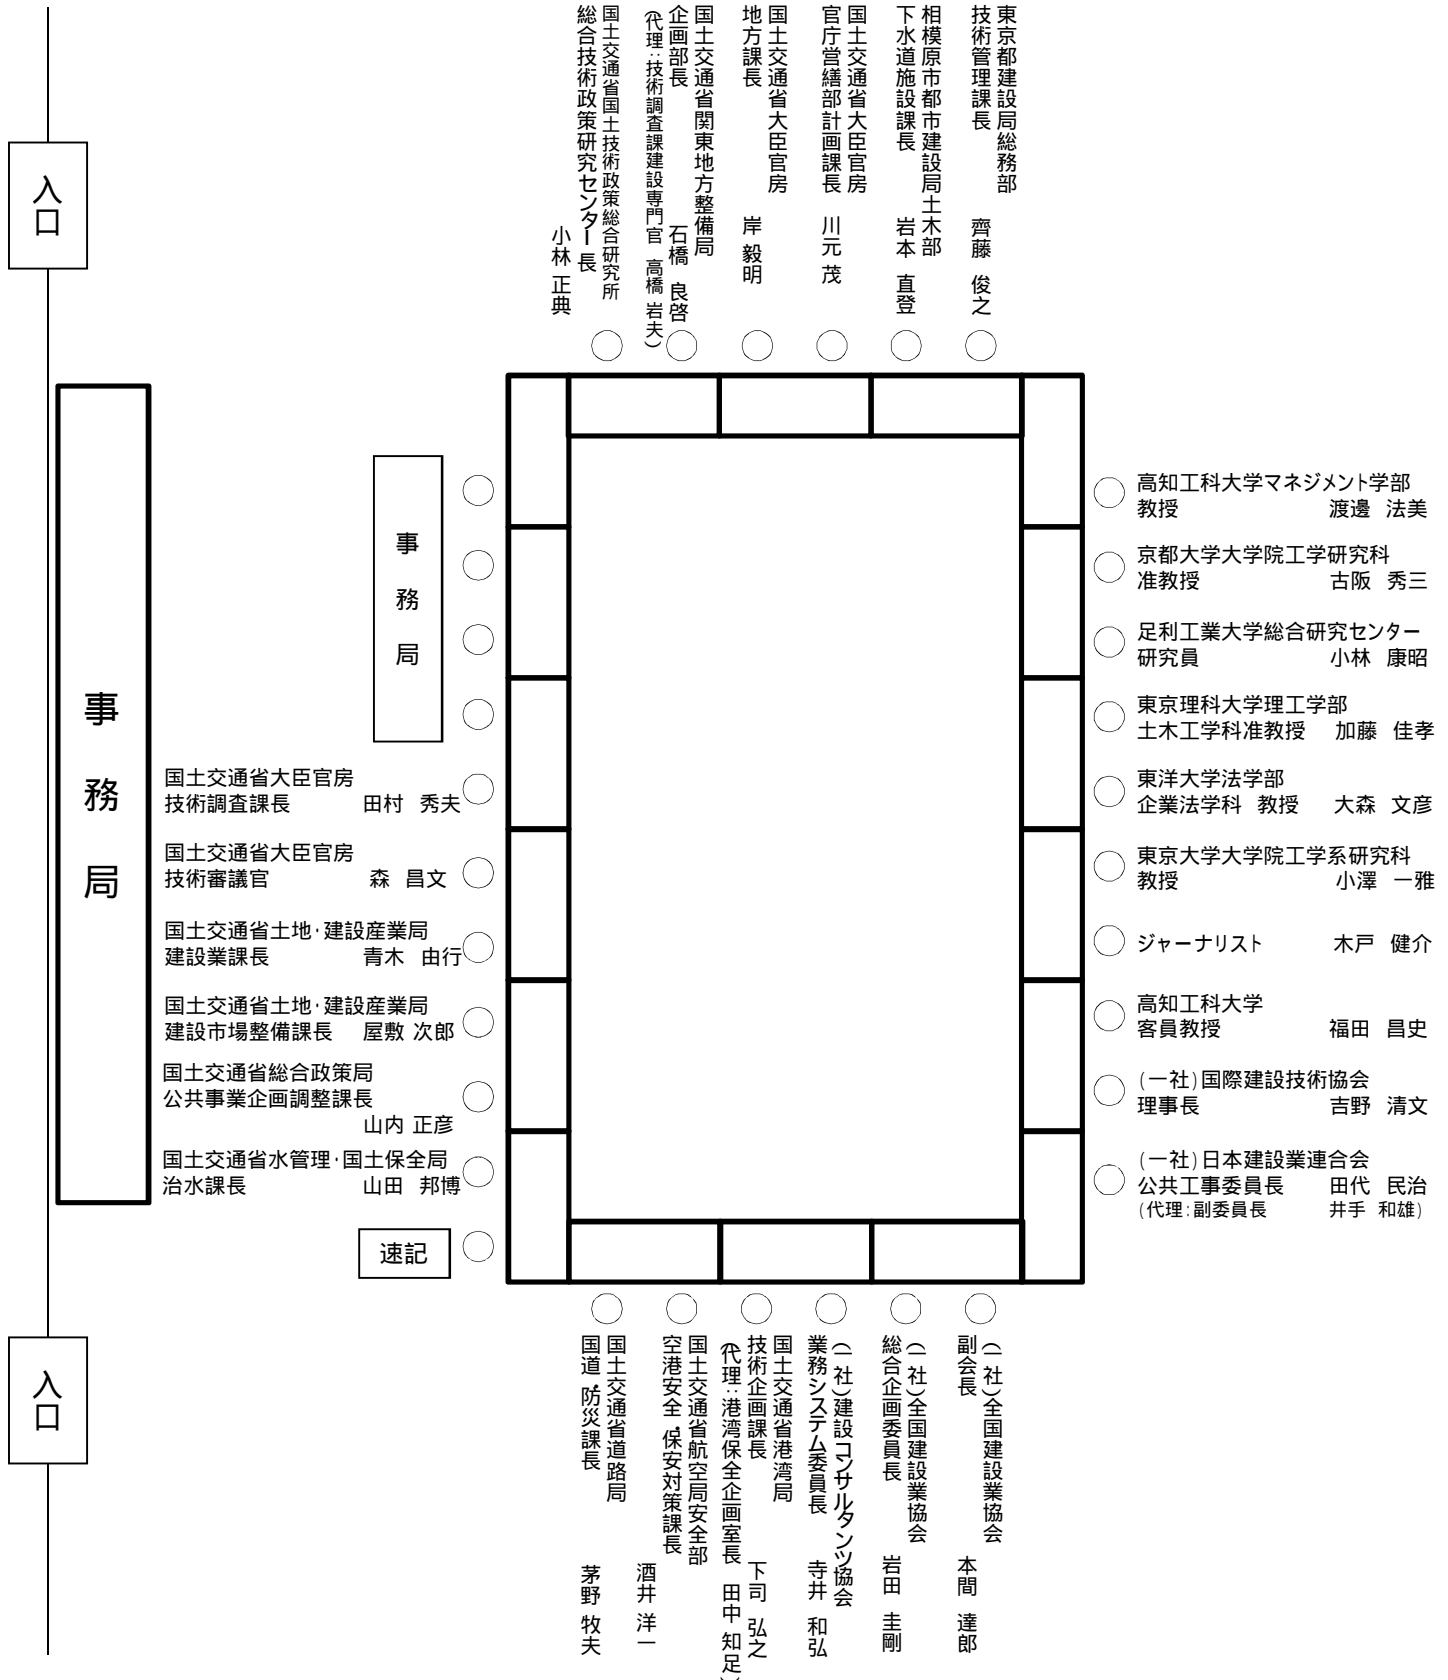 東京都建設局総務部
技術管理課長 齊藤 俊之
相模原市都市建設局土木部
下水道施設課長 岩本 直登
国土交通省大臣官房
官庁営繕部計画課長 川元 茂
国土交通省大臣官房
地方課長 岸 毅明
国土交通省関東地方整備局
企画部長 石橋 良啓
(代理:技術調査課建設専門官 高橋 岩夫)
国土交通省国土技術政策総合研究所
総合技術政策研究センター長
小林 正典
入口
事務局
事務局
国土交通省大臣官房
技術調査課長 田村 秀夫
国土交通省大臣官房
技術審議官 森 昌文
国土交通省土地・建設産業局
建設業課長 青木 由行
国土交通省土地・建設産業局
建設市場整備課長 屋敷 次郎
国土交通省総合政策局
公共事業企画調整課長
山内 正彦
国土交通省水管理・国土保全局
治水課長 山田 邦博
速記
高知工科大学マネジメント学部
教授 渡邊 法美
京都大学大学院工学研究科
准教授 古阪 秀三
足利工業大学総合研究センター
研究員 小林 康昭
東京理科大学理工学部
土木工学科准教授 加藤 佳孝
東洋大学法学部
企業法学科 教授 大森 文彦
東京大学大学院工学系研究科
教授 小澤 一雅
ジャーナリスト 木戸 健介
高知工科大学
客員教授 福田 昌史
(一社)国際建設技術協会
理事長 吉野 清文
(一社)日本建設業連合会
公共工事委員長 田代 民治
(代理:副委員長 井手 和雄)
入口
(一社)全国建設業協会
副会長 本間 達郎
(一社)全国建設業協会
総合企画委員長 岩田 圭剛
(一社)建設コンサルタンツ協会
業務システム委員長 寺井 和弘
国土交通省港湾局
技術企画課長 下司 弘之
(代理:港湾保全企画室長 田中 知足)
国土交通省航空局安全部
空港安全・保安対策課長
酒井 洋一
国土交通省道路局
国道・防災課長 茅野 牧夫